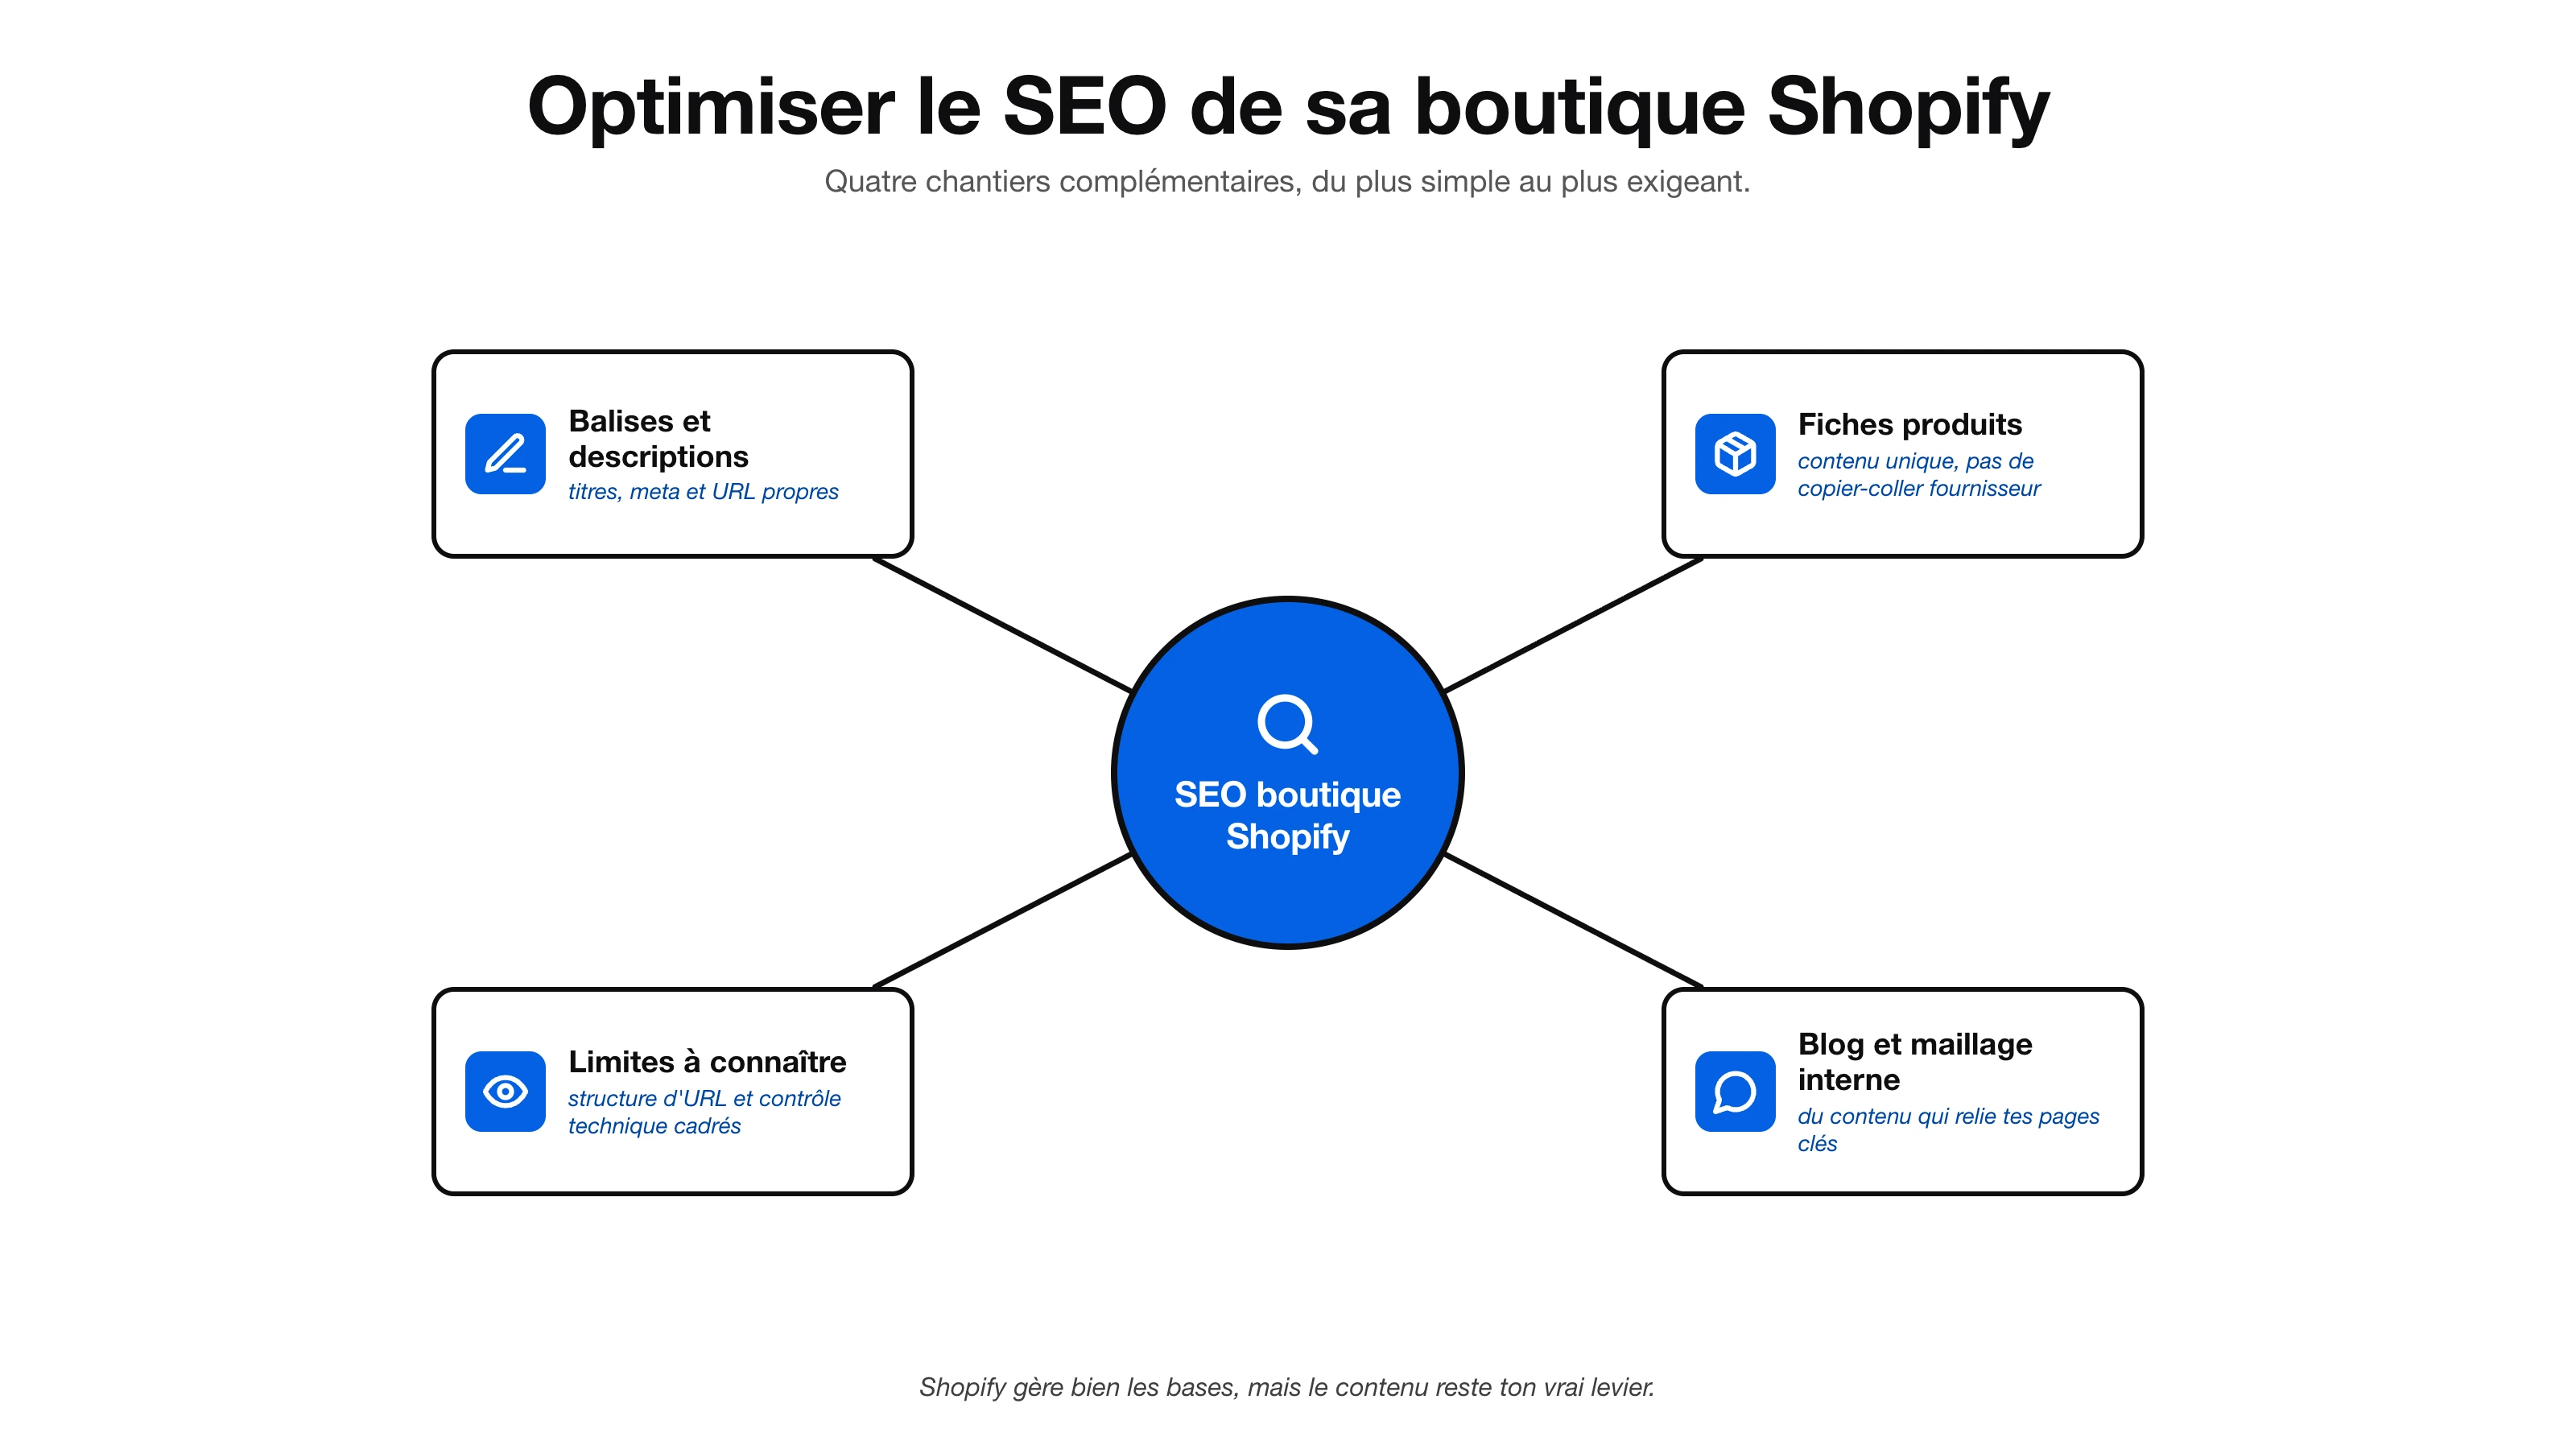 Optimiser le SEO de sa boutique Shopify
Quatre chantiers complémentaires, du plus simple au plus exigeant.
Balises et
descriptions
titres, meta et URL propres
Fiches produits
contenu unique, pas de
copier-coller fournisseur
SEO boutique
Shopify
Limites à connaître
structure d'URL et contrôle
technique cadrés
Blog et maillage
interne
du contenu qui relie tes pages
clés
Shopify gère bien les bases, mais le contenu reste ton vrai levier.